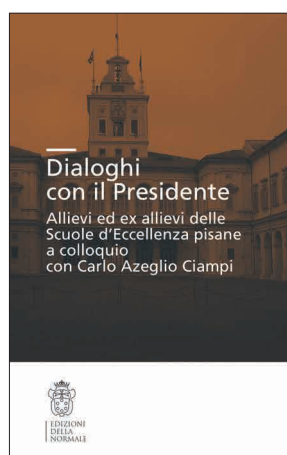 Dialoghi
con il Presidente
Allievi ed ex allievi delle
Scuole d'Eccellenza pisane
a colloquio
con Carlo Azeglio Ciampi
EDIZIONI
DELLA
NORMALE